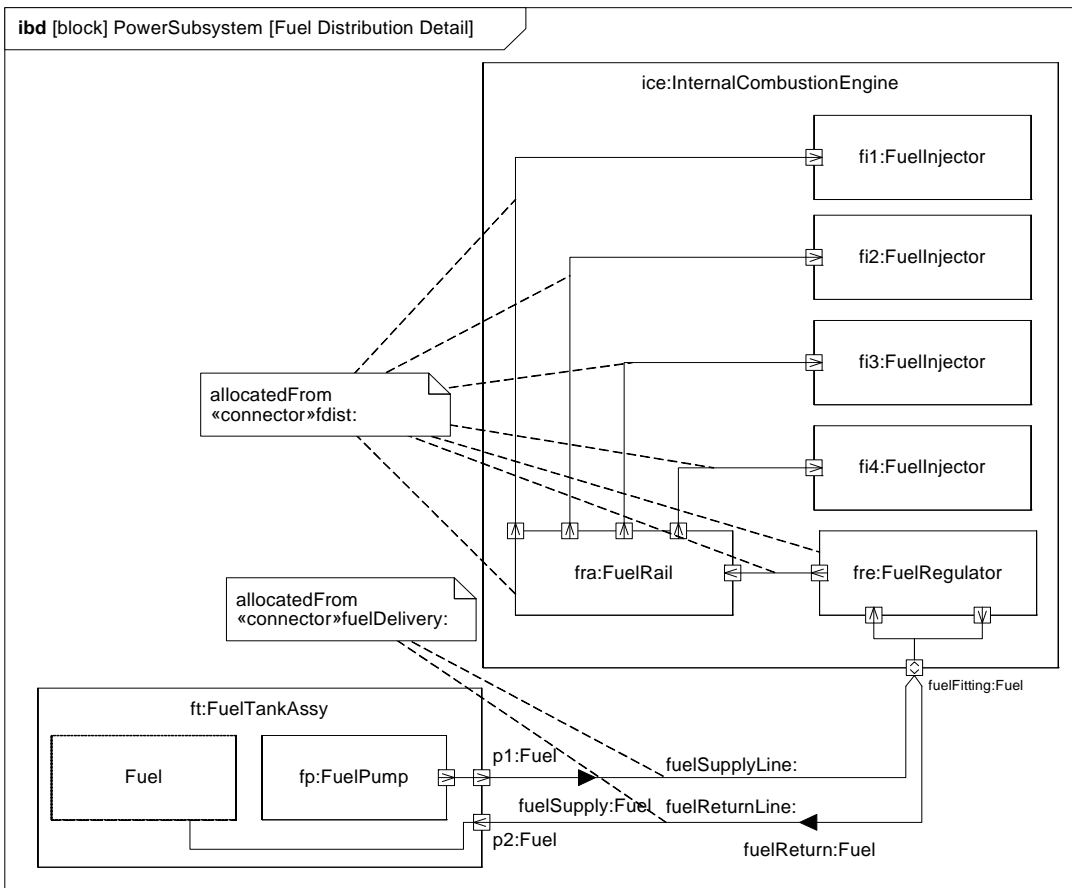 ibd [block] PowerSubsystem [Fuel Distribution Detail]
ice:InternalCombustionEngine
fi1:FuelInjector
fi2:FuelInjector
fi3:FuelInjector
allocatedFrom
«connector»fdist:
fi4:FuelInjector
fra:FuelRail
fre:FuelRegulator
allocatedFrom
«connector»fuelDelivery:
fuelFitting:Fuel
ft:FuelTankAssy
p1:Fuel
Fuel
fp:FuelPump
fuelSupplyLine:
fuelSupply:Fuel
fuelReturnLine:
p2:Fuel
fuelReturn:Fuel